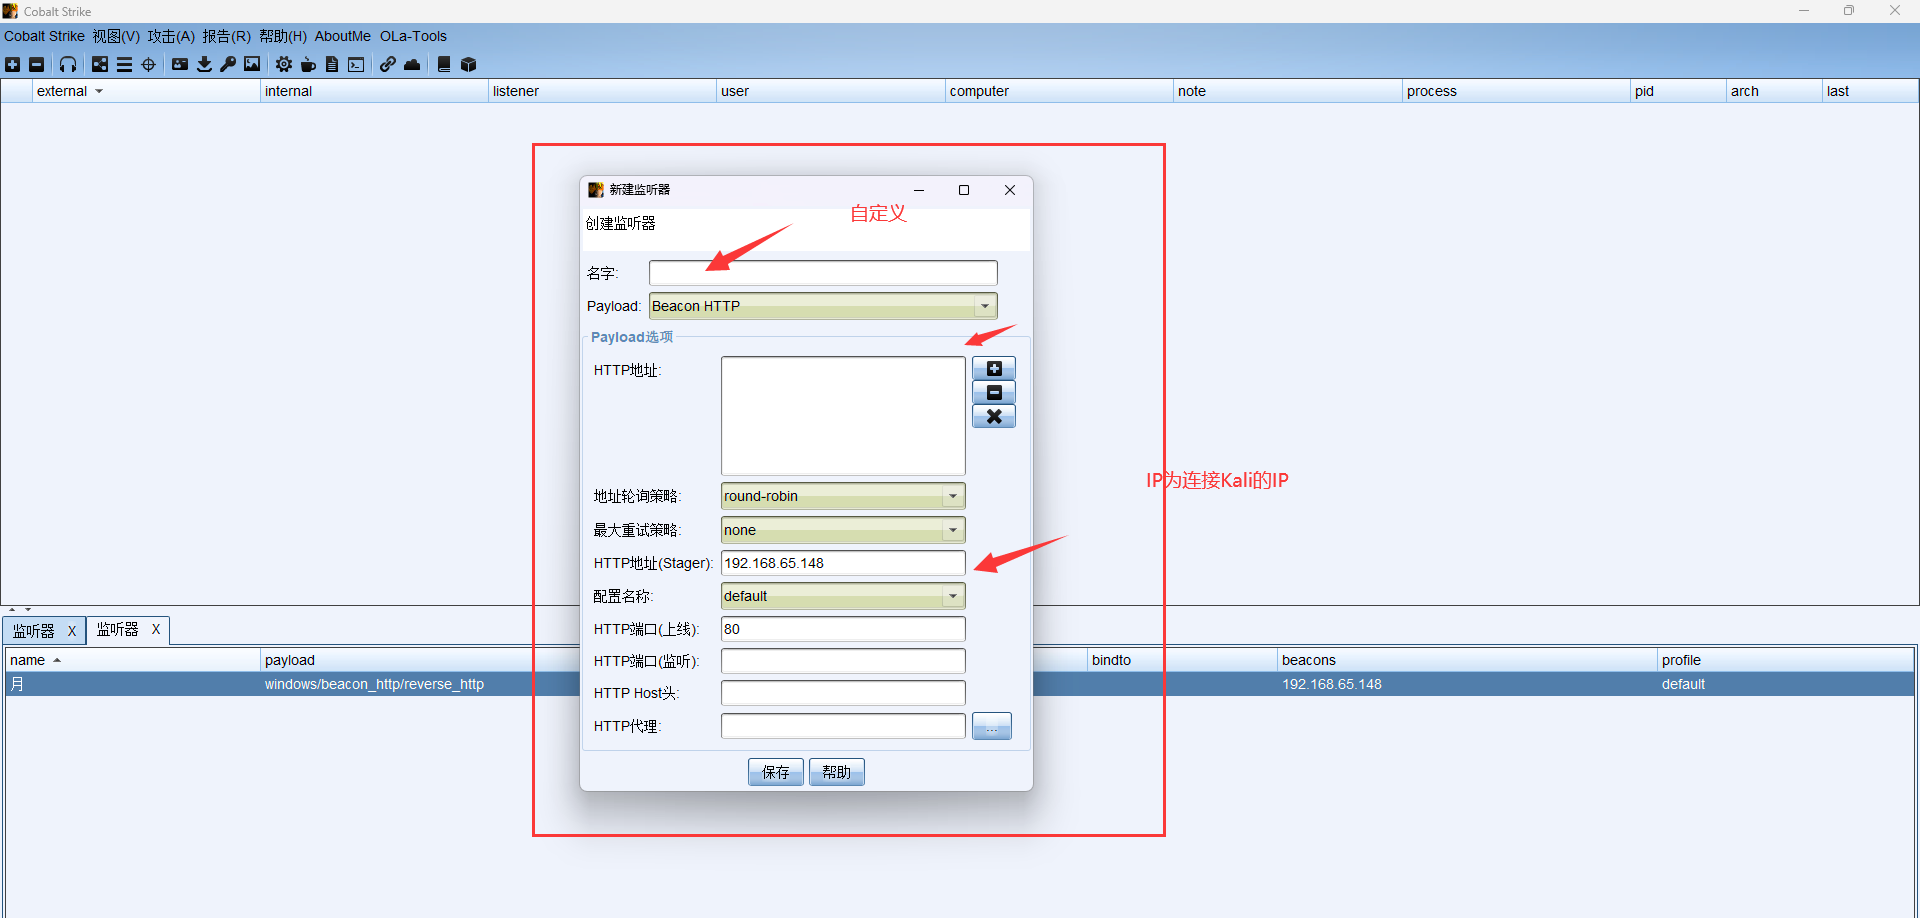 Cobalt Strike
Cobalt Strike 视图(V) 攻击(A) 报告(R) 帮助(H) AboutMe OLa-Tools
external internal listener user computer note process pid arch last
新建监听器
自定义
创建监听器
名字:
Payload: Beacon HTTP
Payload选项
HTTP地址:
IP为连接Kali的IP
地址轮询策略: round-robin
最大重试策略: none
HTTP地址(Stager): 192.168.65.148
配置名称: default
HTTP端口(上线): 80
HTTP端口(监听):
HTTP Host头:
HTTP代理: ...
保存 帮助
监听器 X 监听器 X
name payload bindto beacons profile
月 windows/beacon_http/reverse_http 192.168.65.148 default